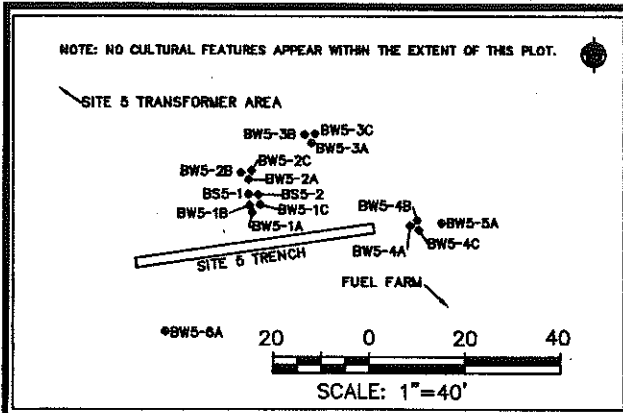 NOTE: NO CULTURAL FEATURES APPEAR WITHIN THE EXTENT OF THIS PLOT.
SITE 5 TRANSFORMER AREA
BW5-3B
BW5-3C
BW5-3A
BW5-2C
BW5-2B
BW5-2A
BS5-1
BS5-2
BW5-1B
BW5-1C
BW5-1A
BW5-4B
BW5-5A
BW5-4A
BW5-4C
SITE 5 TRENCH
FUEL FARM
BW5-6A
20 0 20 40
SCALE: 1"=40'